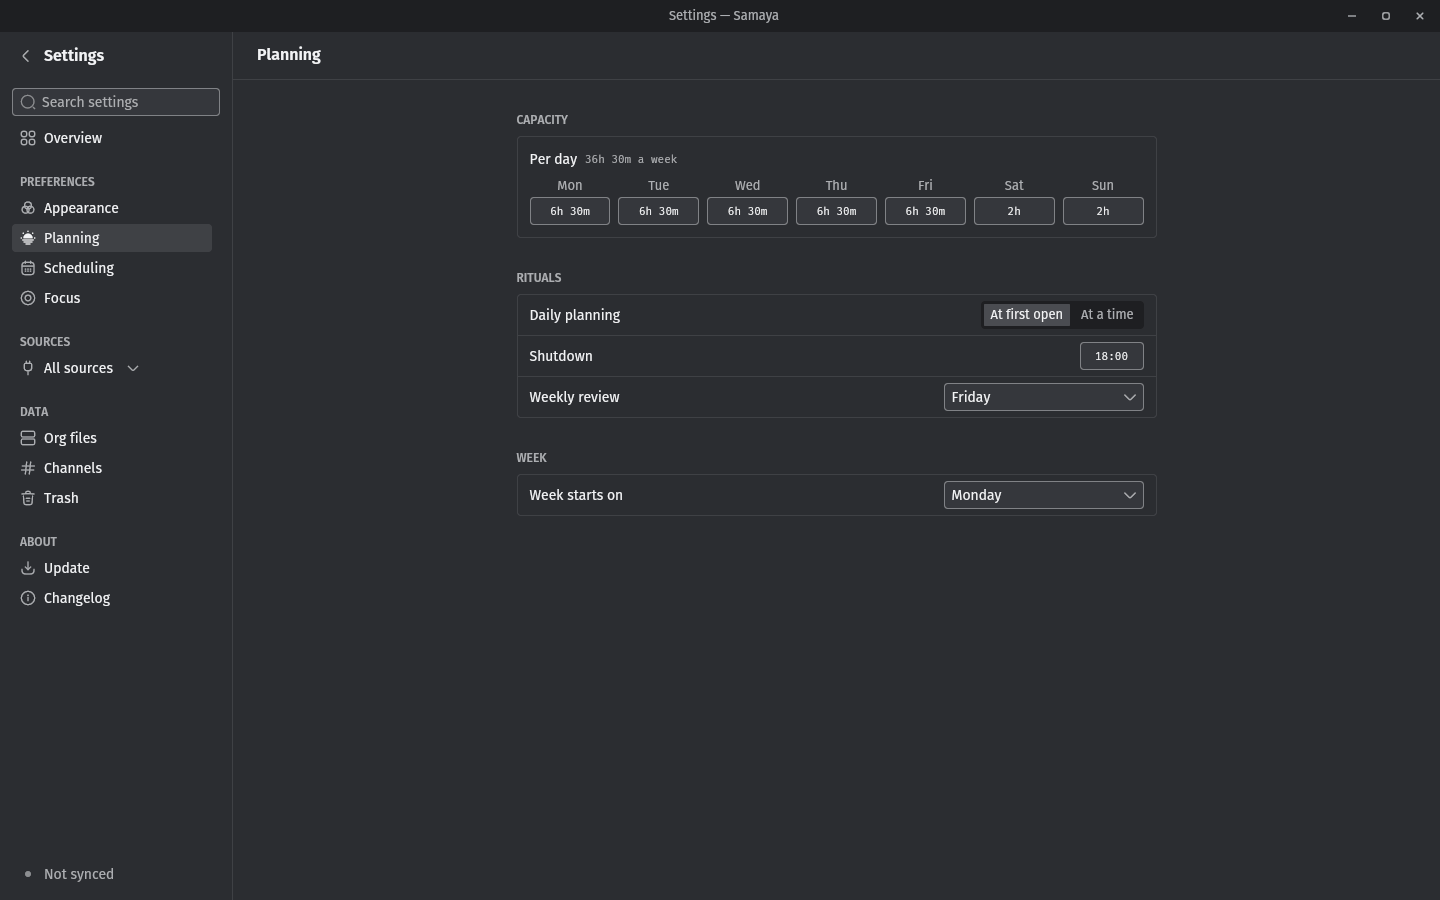 Settings — Samaya
Settings
Search settings
Overview
PREFERENCES
Appearance
Planning
Scheduling
Focus
SOURCES
All sources
DATA
Org files
Channels
Trash
ABOUT
Update
Changelog
Not synced
Planning
CAPACITY
Per day 36h 30m a week
Mon Tue Wed Thu Fri Sat Sun
6h 30m 6h 30m 6h 30m 6h 30m 6h 30m 2h 2h
RITUALS
Daily planning At first open At a time
Shutdown 18:00
Weekly review Friday
WEEK
Week starts on Monday